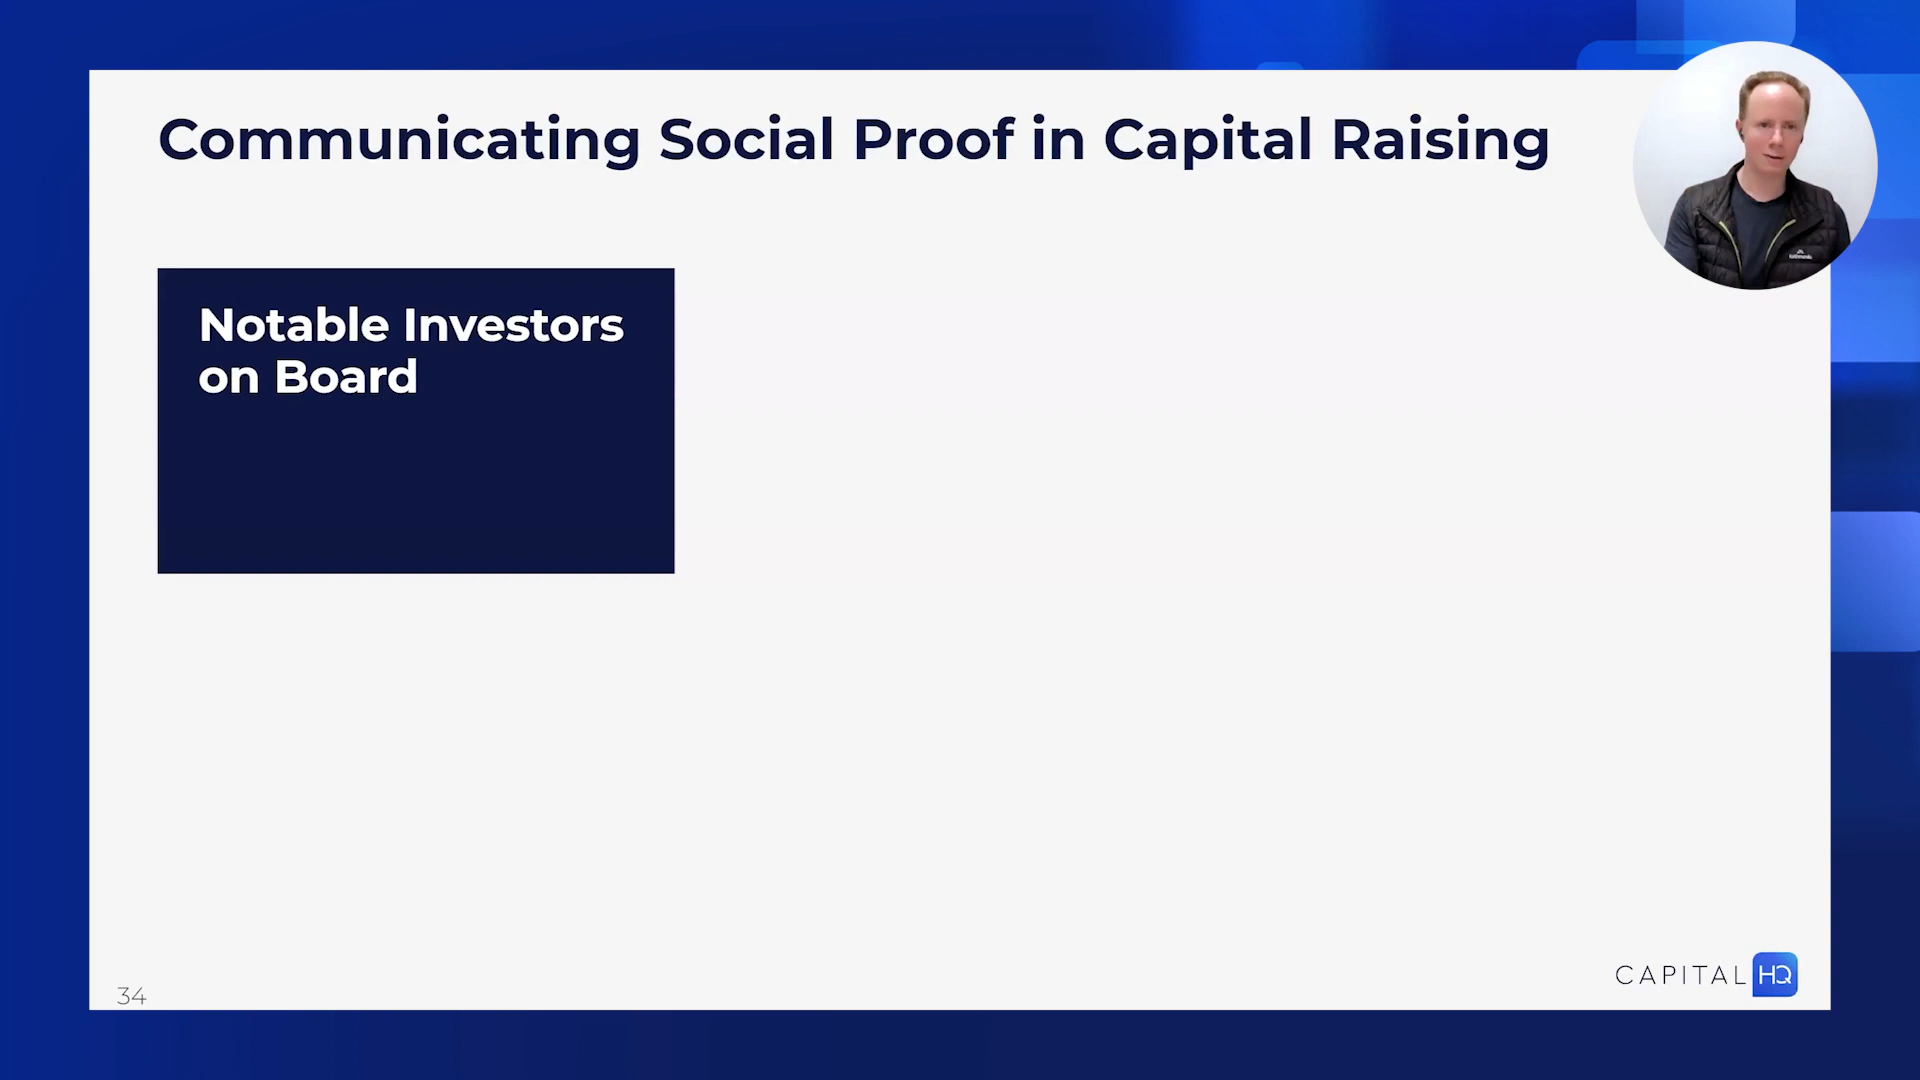 Communicating Social Proof in Capital Raising
Notable Investors
on Board
34
CAPITAL HQ